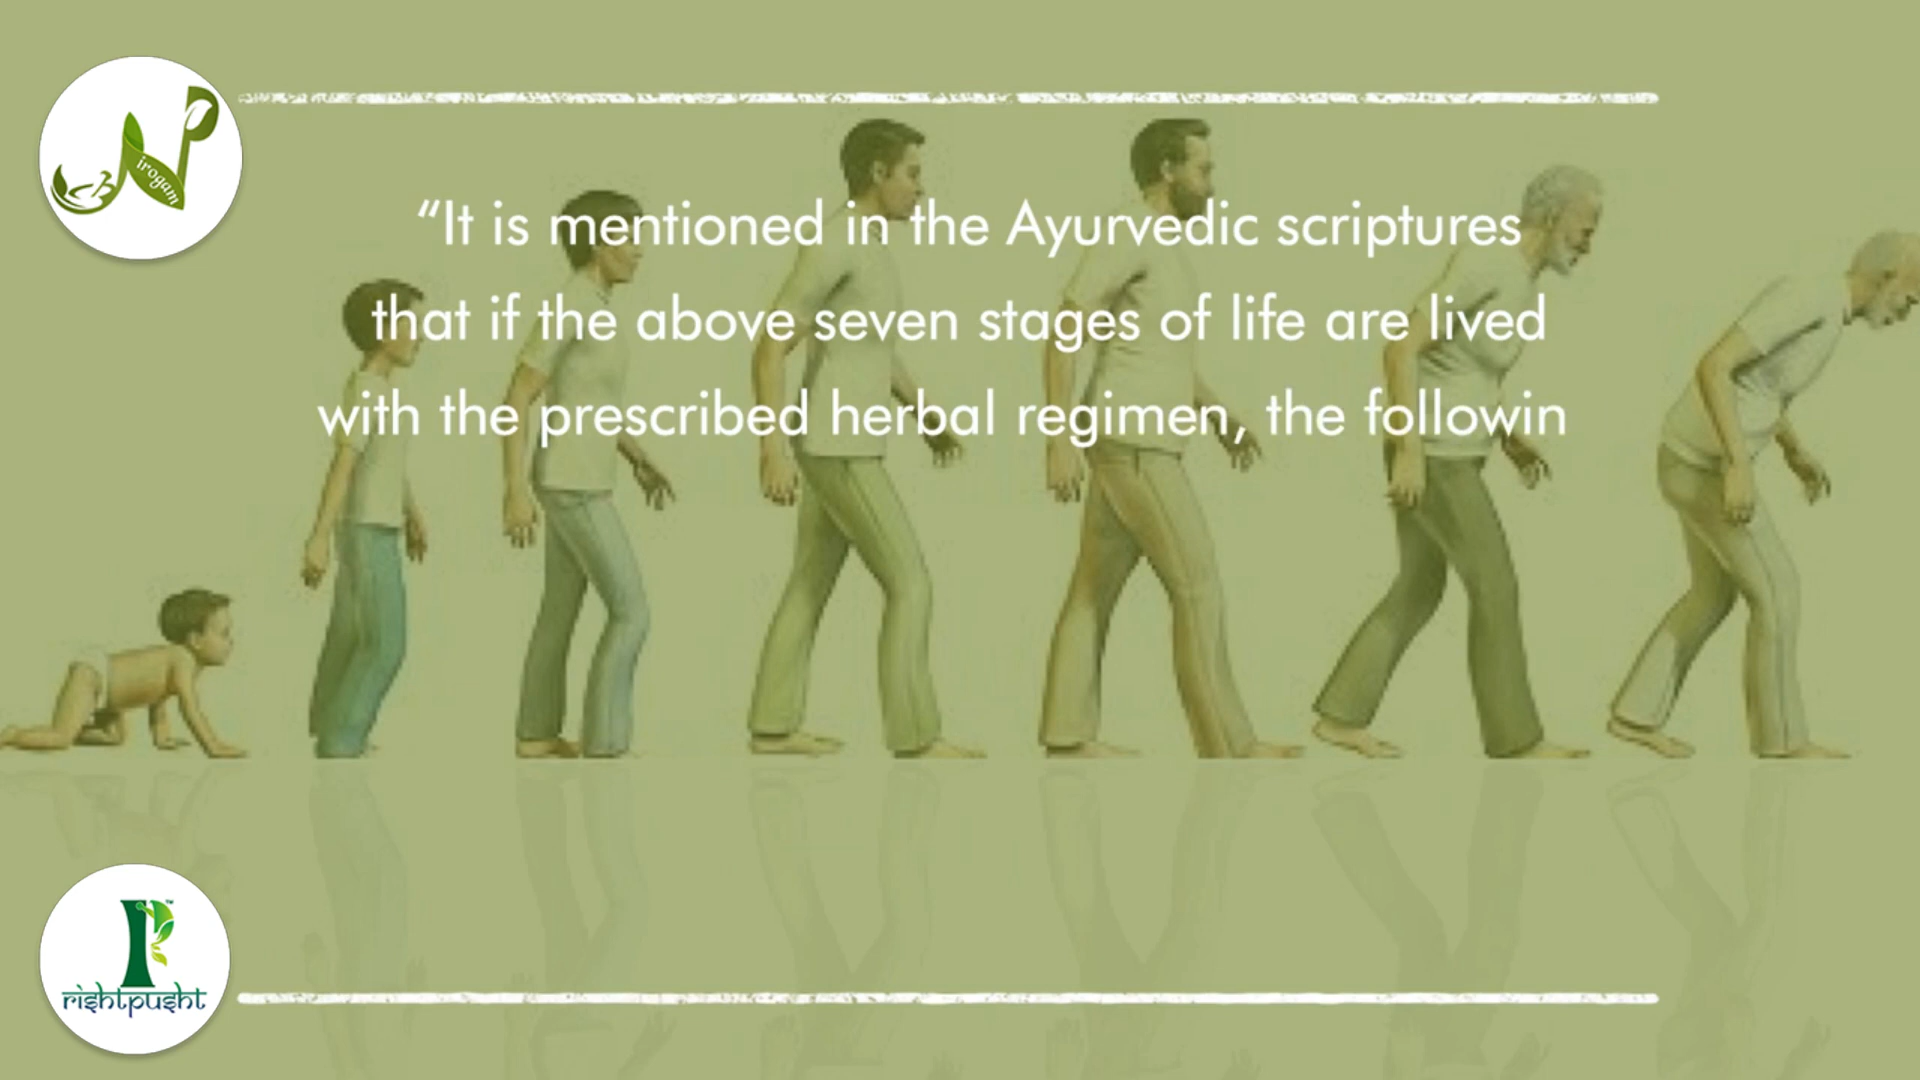 irogam
“It is mentioned in the Ayurvedic scriptures
that if the above seven stages of life are lived
with the prescribed herbal regimen, the followin
TM
rishtpusht